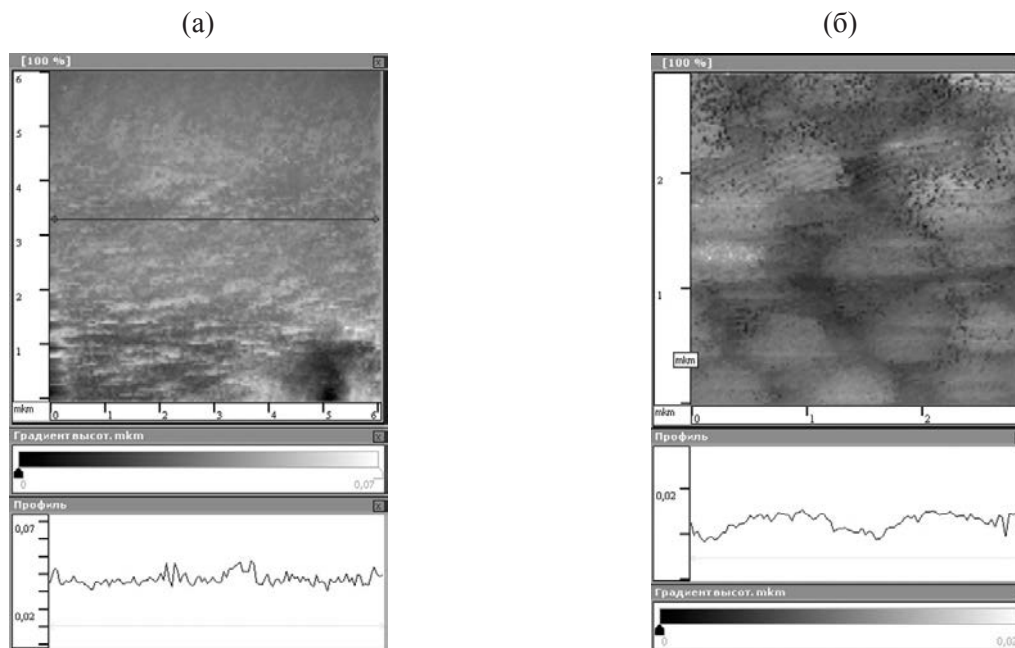 (а)
[100 %]
6
5
4
3
2
1
mkm
0 1 2 3 4 5 6
Градиент высот. mkm
0 0,07
Профиль
0,07
0,02
(б)
[100 %]
2
1
mkm
0 1 2
Профиль
0,02
Градиент высот. mkm
0 0,02